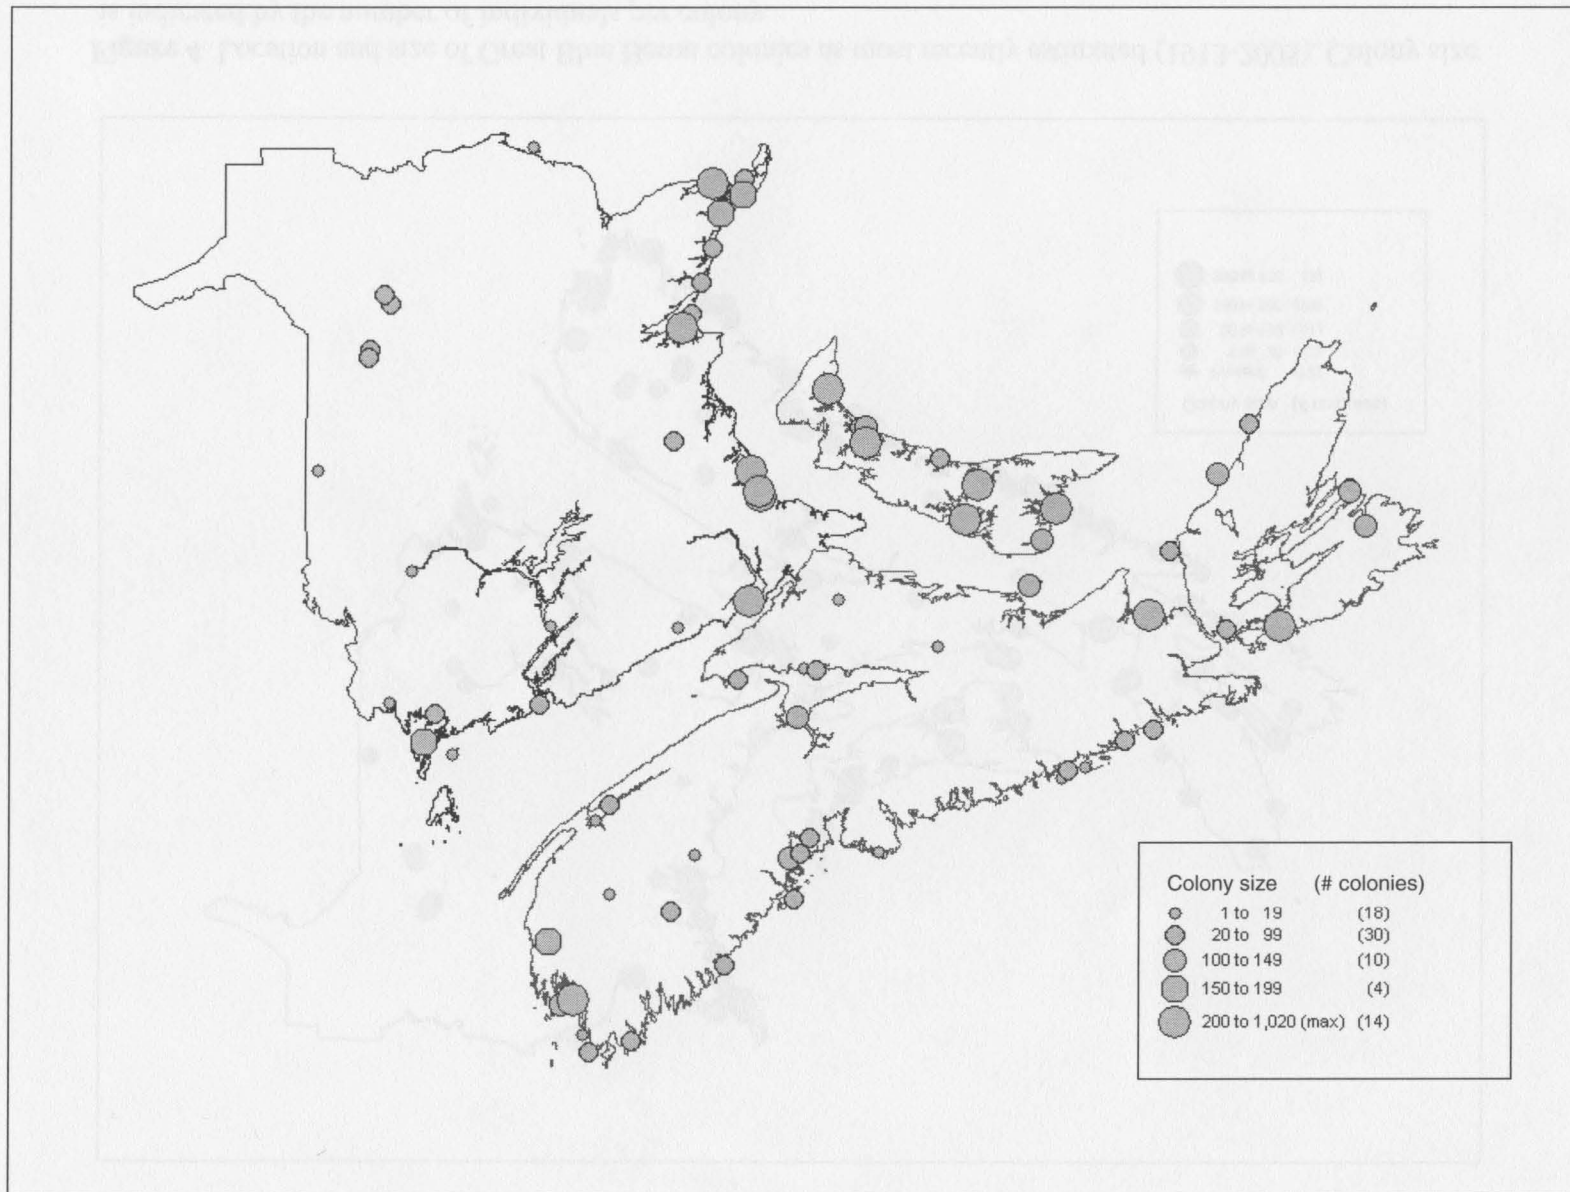 Colony size (# colonies)
1 to 19 (18)
20 to 99 (30)
100 to 149 (10)
150 to 199 (4)
200 to 1,020 (max) (14)